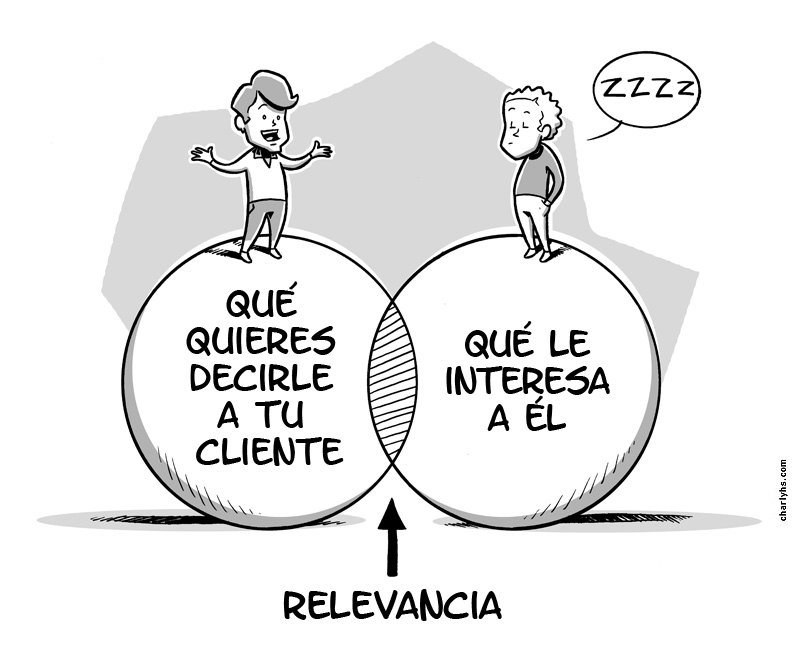 ZZZZ
QUÉ
QUIERES
DECIRLE
A TU
CLIENTE
QUÉ LE
INTERESA
A ÉL
RELEVANCIA
charlyhs.com